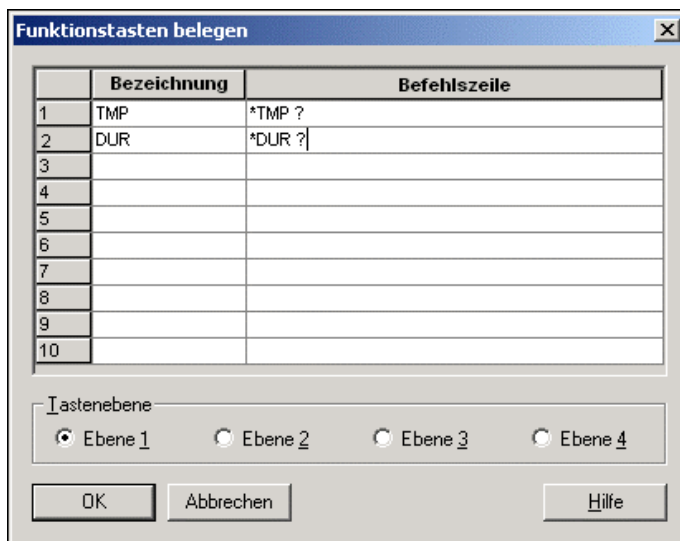 Funktionstasten belegen
Bezeichnung Befehlszeile
1 TMP *TMP ?
2 DUR *DUR ?
3
4
5
6
7
8
9
10
Tastenebene
Ebene 1 Ebene 2 Ebene 3 Ebene 4
OK Abbrechen Hilfe